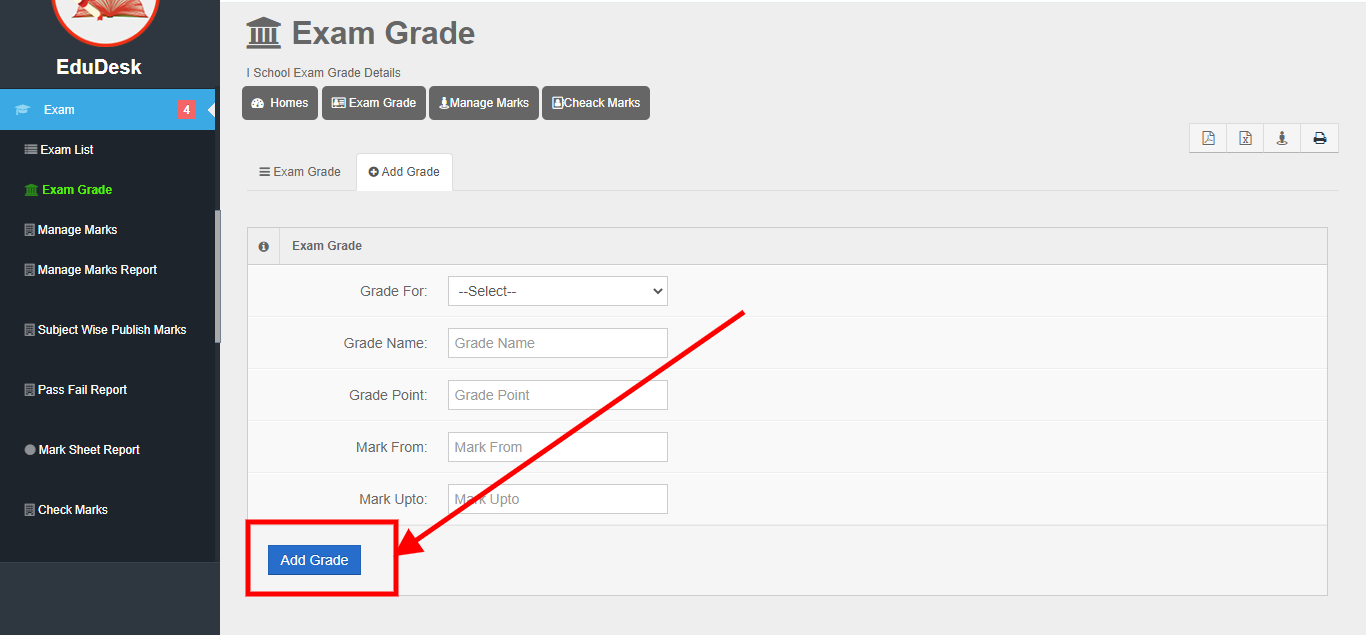 EduDesk
Exam 4
Exam List
Exam Grade
Manage Marks
Manage Marks Report
Subject Wise Publish Marks
Pass Fail Report
Mark Sheet Report
Check Marks
Exam Grade
I School Exam Grade Details
Homes Exam Grade Manage Marks Cheack Marks
Exam Grade Add Grade
Exam Grade
Grade For: --Select--
Grade Name: Grade Name
Grade Point: Grade Point
Mark From: Mark From
Mark Upto: Mark Upto
Add Grade